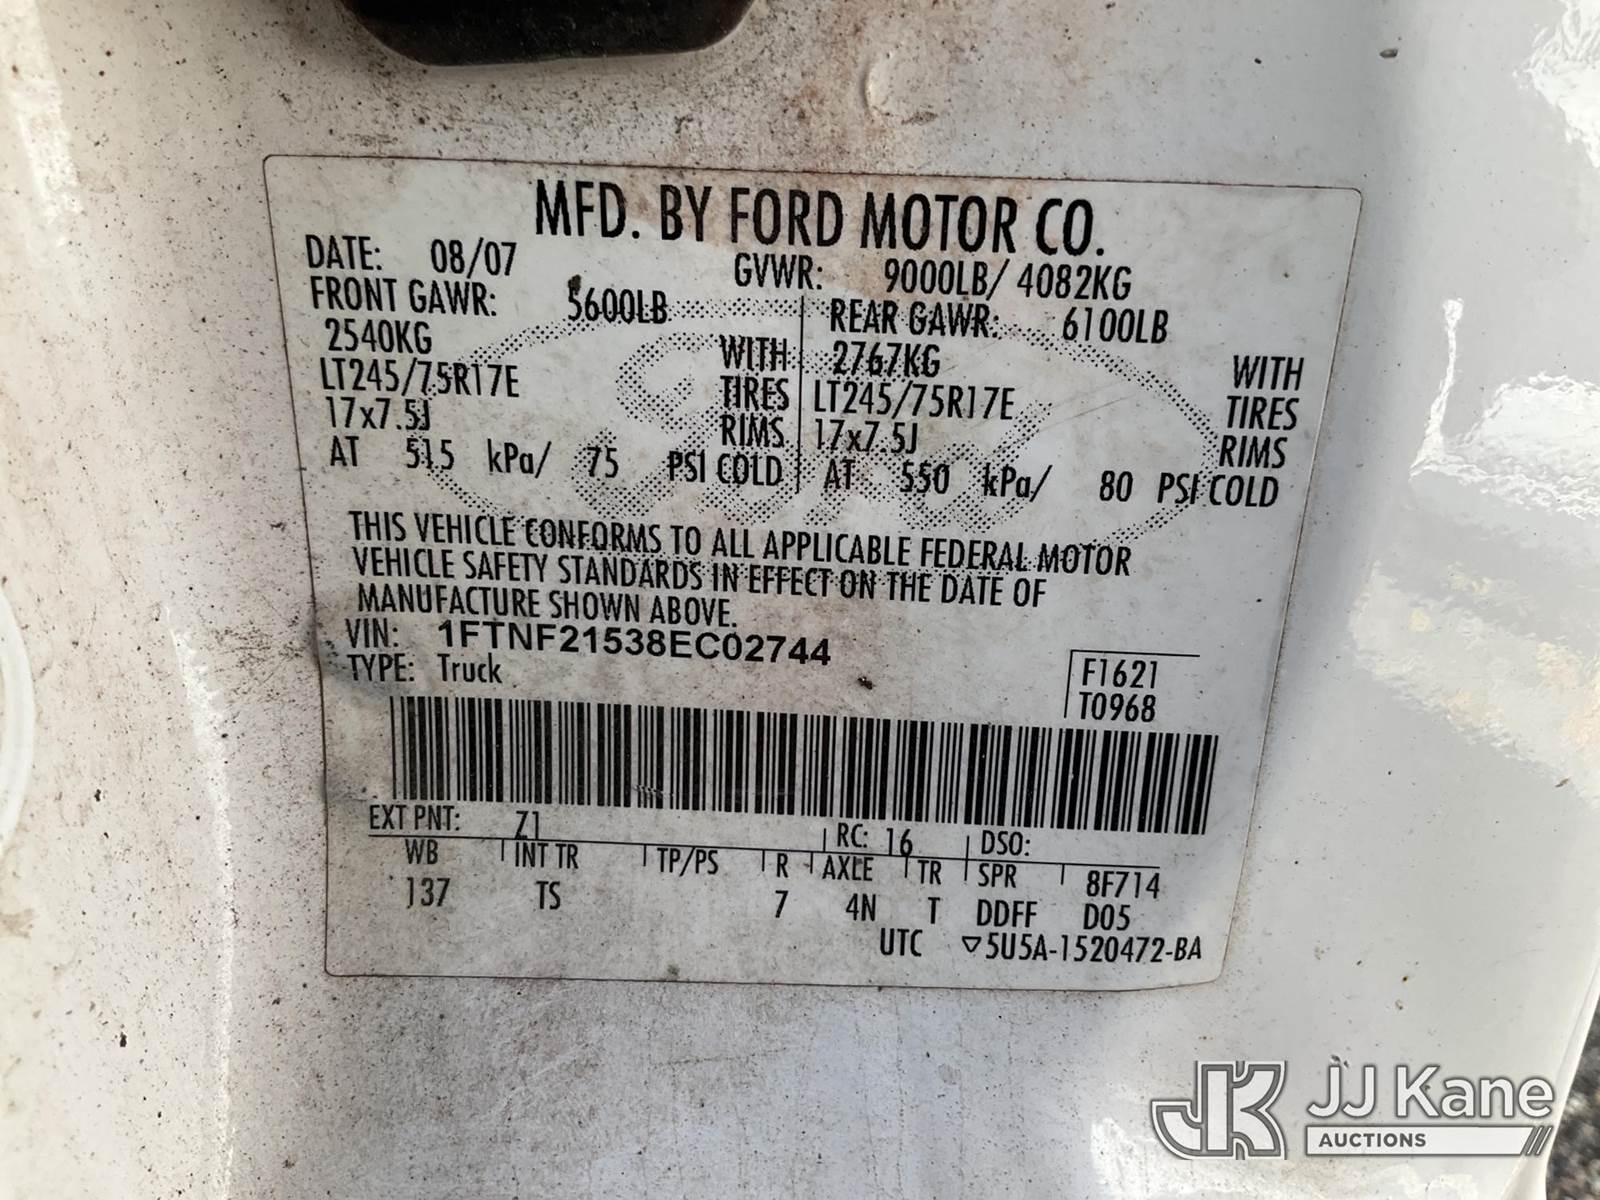 MFD. BY FORD MOTOR CO.
DATE: 08/07 GVWR: 9000LB/ 4082KG
FRONT GAWR: 5600LB REAR GAWR: 6100LB
2540KG WITH 2767KG WITH
LT245/75R17E TIRES LT245/75R17E TIRES
17x7.5J RIMS 17x7.5J RIMS
AT 515 kPa/ 75 PSI COLD AT 550 kPa/ 80 PSI COLD
THIS VEHICLE CONFORMS TO ALL APPLICABLE FEDERAL MOTOR
VEHICLE SAFETY STANDARDS IN EFFECT ON THE DATE OF
MANUFACTURE SHOWN ABOVE.
VIN: 1FTNF21538EC02744
TYPE: Truck
F1621
T0968
EXT PNT: Z1 RC: 16 DSO:
WB INT TR TP/PS R AXLE TR SPR 8F714
137 TS 7 4N T DDFF D05
UTC ▽5U5A-1520472-BA
JK JJ Kane
AUCTIONS